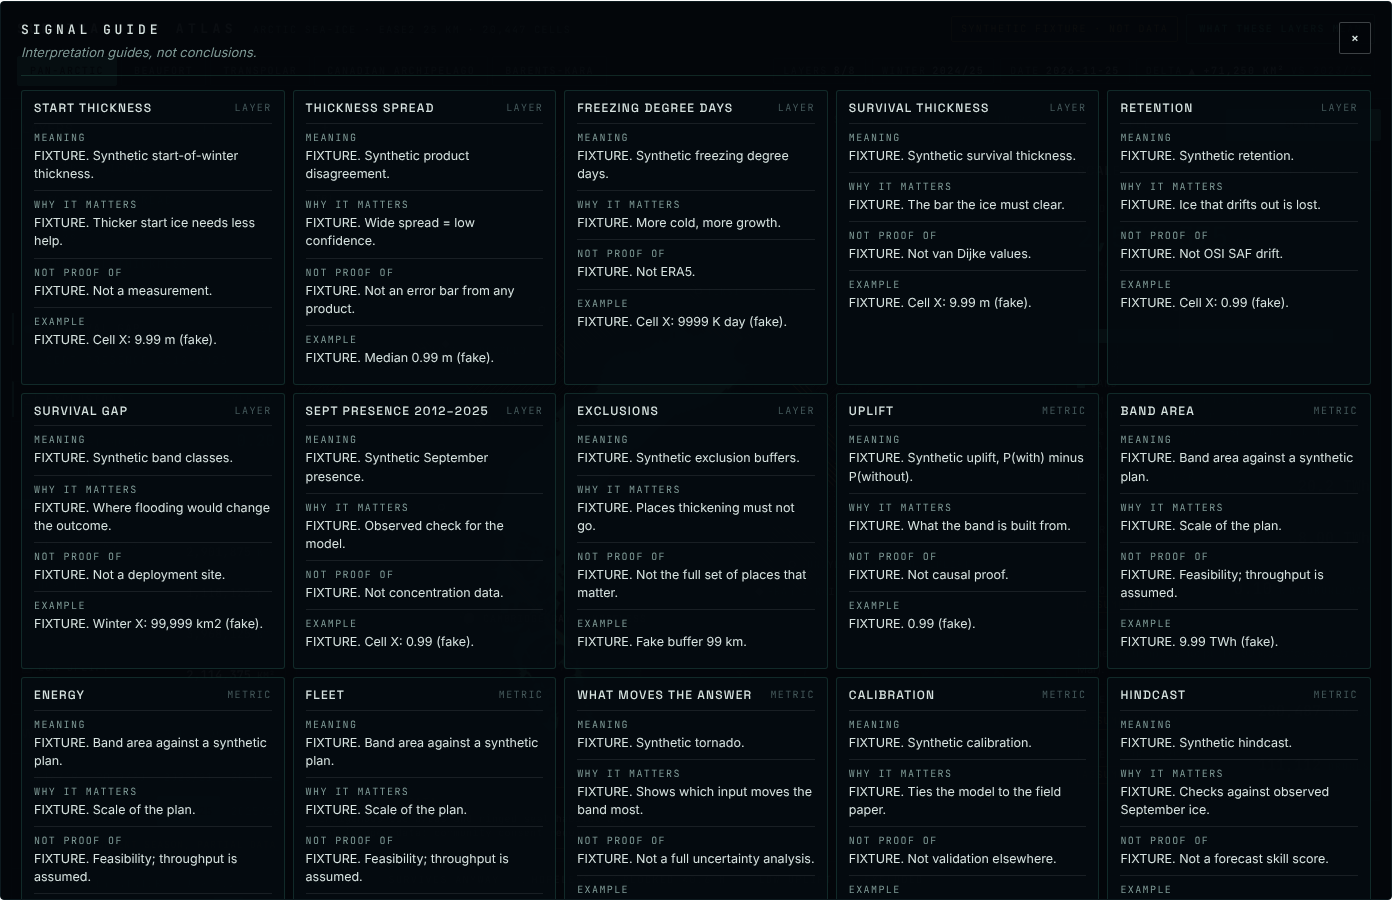 SIGNAL GUIDE
Interpretation guides, not conclusions.
×
START THICKNESS LAYER
MEANING
FIXTURE. Synthetic start-of-winter
thickness.
WHY IT MATTERS
FIXTURE. Thicker start ice needs less
help.
NOT PROOF OF
FIXTURE. Not a measurement.
EXAMPLE
FIXTURE. Cell X: 9.99 m (fake).
THICKNESS SPREAD LAYER
MEANING
FIXTURE. Synthetic product
disagreement.
WHY IT MATTERS
FIXTURE. Wide spread = low
confidence.
NOT PROOF OF
FIXTURE. Not an error bar from any
product.
EXAMPLE
FIXTURE. Median 0.99 m (fake).
FREEZING DEGREE DAYS LAYER
MEANING
FIXTURE. Synthetic freezing degree
days.
WHY IT MATTERS
FIXTURE. More cold, more growth.
NOT PROOF OF
FIXTURE. Not ERA5.
EXAMPLE
FIXTURE. Cell X: 9999 K day (fake).
SURVIVAL THICKNESS LAYER
MEANING
FIXTURE. Synthetic survival thickness.
WHY IT MATTERS
FIXTURE. The bar the ice must clear.
NOT PROOF OF
FIXTURE. Not van Dijke values.
EXAMPLE
FIXTURE. Cell X: 9.99 m (fake).
RETENTION LAYER
MEANING
FIXTURE. Synthetic retention.
WHY IT MATTERS
FIXTURE. Ice that drifts out is lost.
NOT PROOF OF
FIXTURE. Not OSI SAF drift.
EXAMPLE
FIXTURE. Cell X: 0.99 (fake).
SURVIVAL GAP LAYER
MEANING
FIXTURE. Synthetic band classes.
WHY IT MATTERS
FIXTURE. Where flooding would change
the outcome.
NOT PROOF OF
FIXTURE. Not a deployment site.
EXAMPLE
FIXTURE. Winter X: 99,999 km2 (fake).
SEPT PRESENCE 2012–2025 LAYER
MEANING
FIXTURE. Synthetic September
presence.
WHY IT MATTERS
FIXTURE. Observed check for the
model.
NOT PROOF OF
FIXTURE. Not concentration data.
EXAMPLE
FIXTURE. Cell X: 0.99 (fake).
EXCLUSIONS LAYER
MEANING
FIXTURE. Synthetic exclusion buffers.
WHY IT MATTERS
FIXTURE. Places thickening must not
go.
NOT PROOF OF
FIXTURE. Not the full set of places that
matter.
EXAMPLE
FIXTURE. Fake buffer 99 km.
UPLIFT METRIC
MEANING
FIXTURE. Synthetic uplift, P(with) minus
P(without).
WHY IT MATTERS
FIXTURE. What the band is built from.
NOT PROOF OF
FIXTURE. Not causal proof.
EXAMPLE
FIXTURE. 0.99 (fake).
BAND AREA METRIC
MEANING
FIXTURE. Band area against a synthetic
plan.
WHY IT MATTERS
FIXTURE. Scale of the plan.
NOT PROOF OF
FIXTURE. Feasibility; throughput is
assumed.
EXAMPLE
FIXTURE. 9.99 TWh (fake).
ENERGY METRIC
MEANING
FIXTURE. Band area against a synthetic
plan.
WHY IT MATTERS
FIXTURE. Scale of the plan.
NOT PROOF OF
FIXTURE. Feasibility; throughput is
assumed.
FLEET METRIC
MEANING
FIXTURE. Band area against a synthetic
plan.
WHY IT MATTERS
FIXTURE. Scale of the plan.
NOT PROOF OF
FIXTURE. Feasibility; throughput is
assumed.
WHAT MOVES THE ANSWER METRIC
MEANING
FIXTURE. Synthetic tornado.
WHY IT MATTERS
FIXTURE. Shows which input moves the
band most.
NOT PROOF OF
FIXTURE. Not a full uncertainty analysis.
EXAMPLE
CALIBRATION METRIC
MEANING
FIXTURE. Synthetic calibration.
WHY IT MATTERS
FIXTURE. Ties the model to the field
paper.
NOT PROOF OF
FIXTURE. Not validation elsewhere.
EXAMPLE
HINDCAST METRIC
MEANING
FIXTURE. Synthetic hindcast.
WHY IT MATTERS
FIXTURE. Checks against observed
September ice.
NOT PROOF OF
FIXTURE. Not a forecast skill score.
EXAMPLE